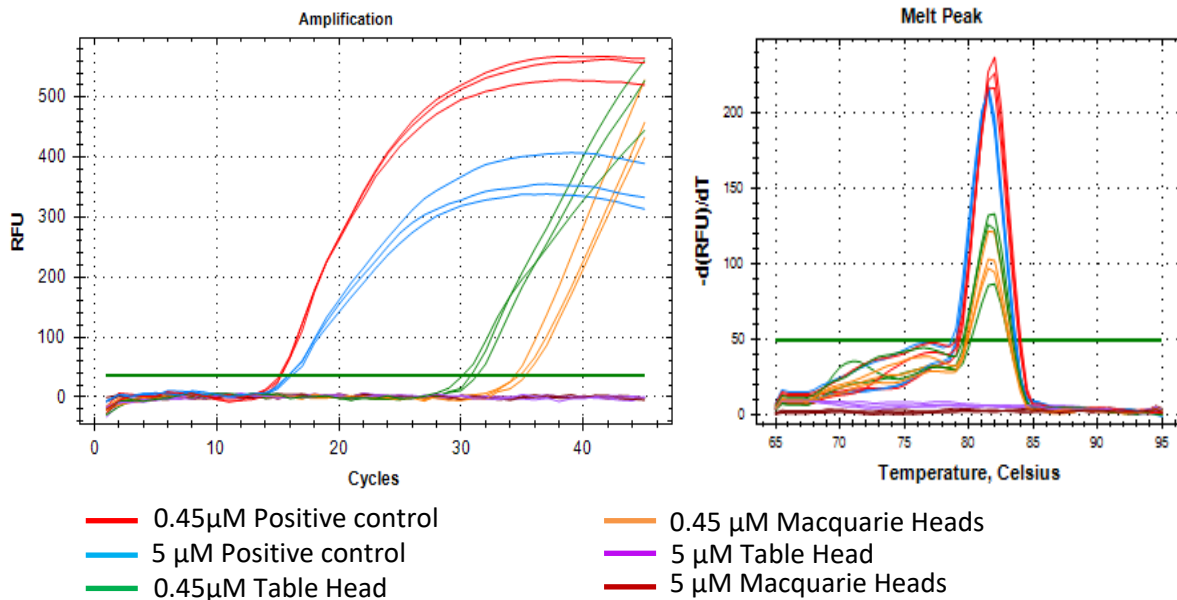 Amplification
RFU
500
400
300
200
100
0
0
10
20
30
40
Cycles
Melt Peak
-d(RFU)/dT
200
150
100
50
0
65
70
75
80
85
90
95
Temperature, Celsius
0.45µM Positive control
5 µM Positive control
0.45µM Table Head
0.45 µM Macquarie Heads
5 µM Table Head
5 µM Macquarie Heads